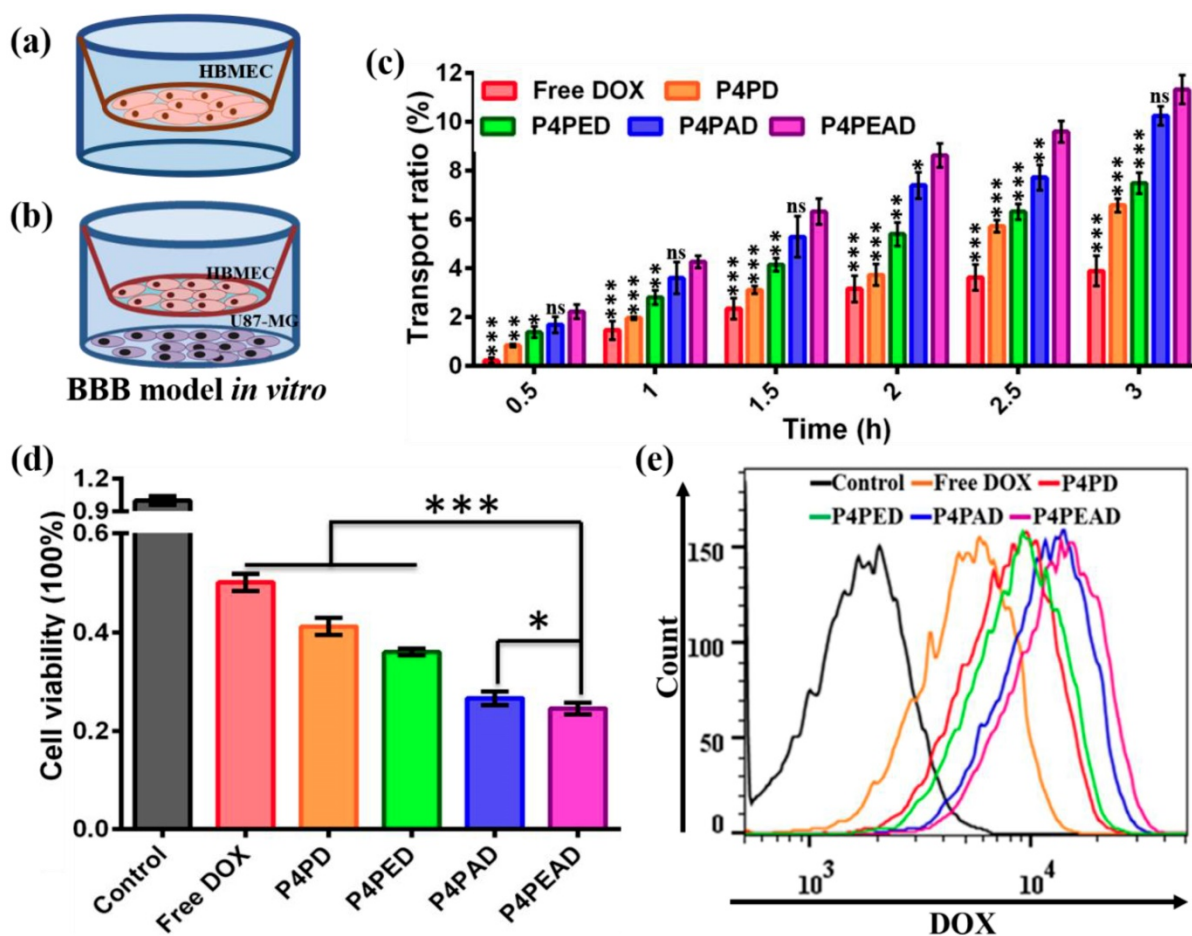 (a)
HBMEC
(b)
HBMEC
U87-MG
BBB model in vitro
(c)
Transport ratio (%)
12
10
8
6
4
2
0
Free DOX P4PD
P4PED P4PAD P4PEAD
*** ** * ns
*** *** ** ns
*** *** *** ns
*** *** ** *
*** *** *** **
*** *** *** ns
0.5 1 1.5 2 2.5 3
Time (h)
(d)
Cell viability (100%)
1.2
0.9
0.6
0.4
0.2
0.0
***
*
Control Free DOX P4PD P4PED P4PAD P4PEAD
(e)
Control Free DOX P4PD
P4PED P4PAD P4PEAD
Count
150
100
50
0
10³ 10⁴
DOX